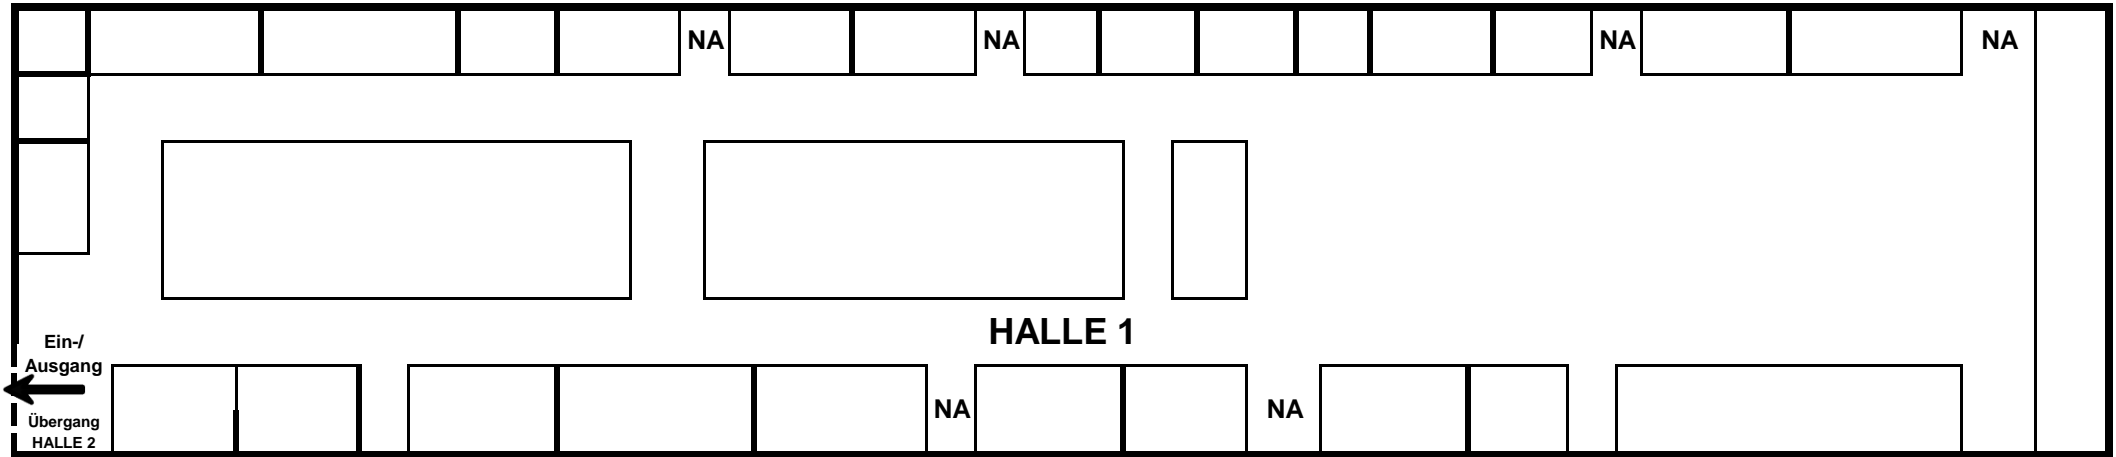 NA
NA
NA
NA
HALLE 1
Ein-/
Ausgang
Übergang
HALLE 2
NA
NA